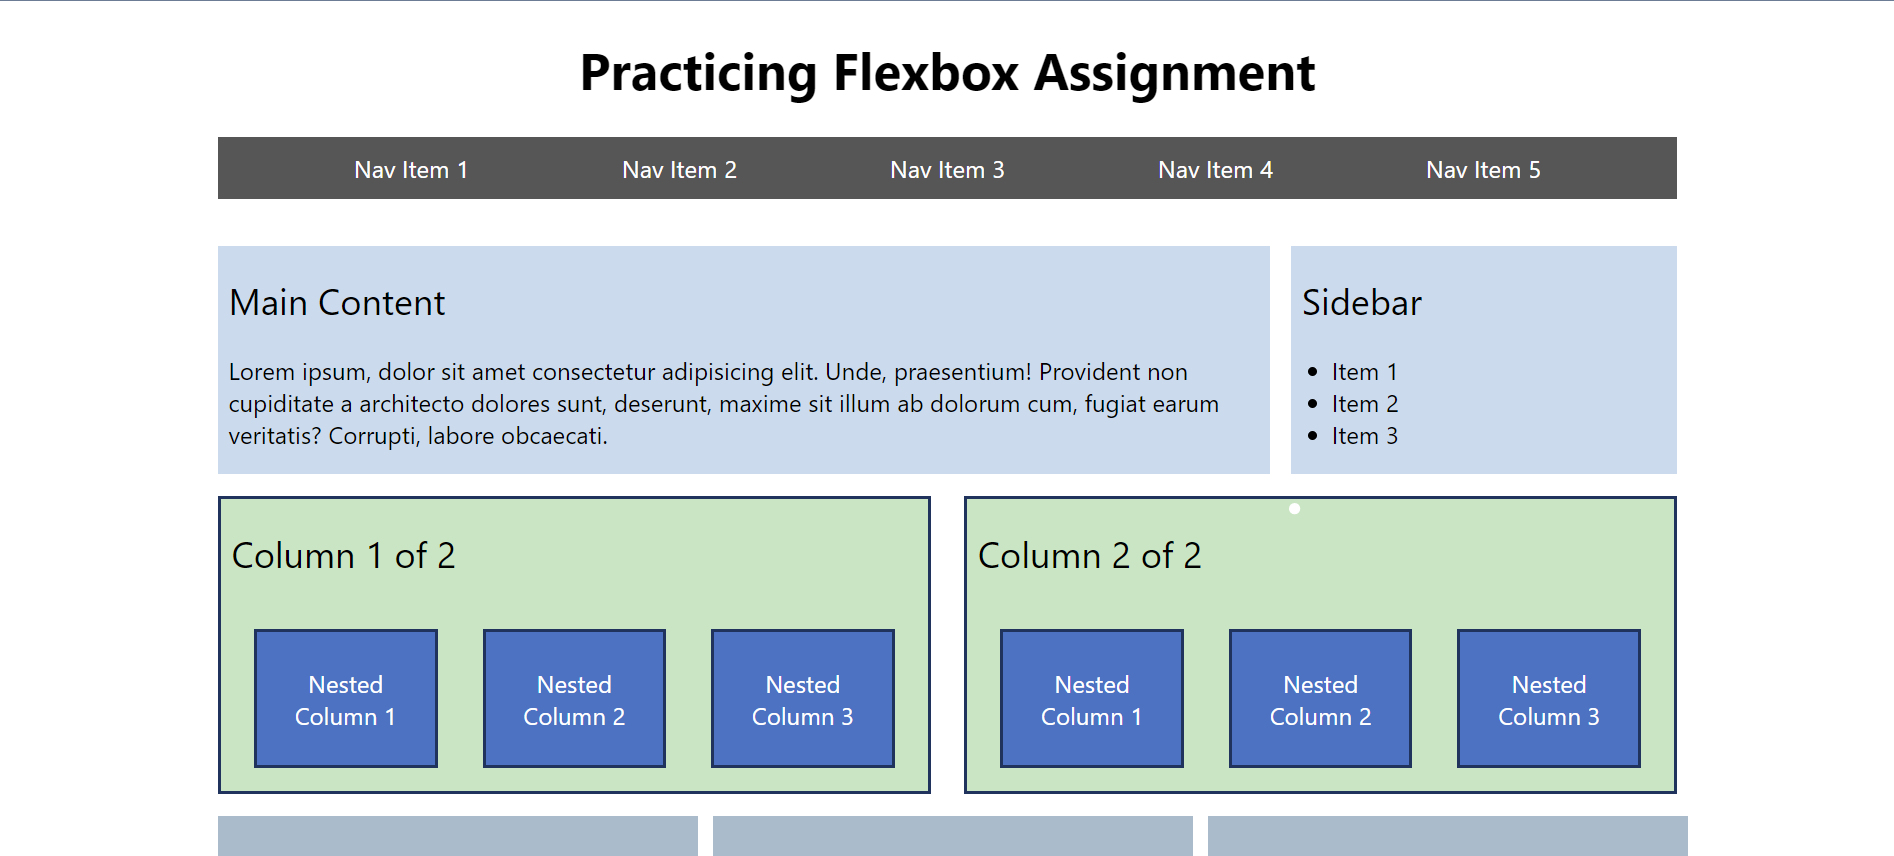 Practicing Flexbox Assignment
Nav Item 1 Nav Item 2 Nav Item 3 Nav Item 4 Nav Item 5
Main Content
Lorem ipsum, dolor sit amet consectetur adipisicing elit. Unde, praesentium! Provident non
cupiditate a architecto dolores sunt, deserunt, maxime sit illum ab dolorum cum, fugiat earum
veritatis? Corrupti, labore obcaecati.
Sidebar
Item 1
Item 2
Item 3
Column 1 of 2
Nested
Column 1
Nested
Column 2
Nested
Column 3
Column 2 of 2
Nested
Column 1
Nested
Column 2
Nested
Column 3